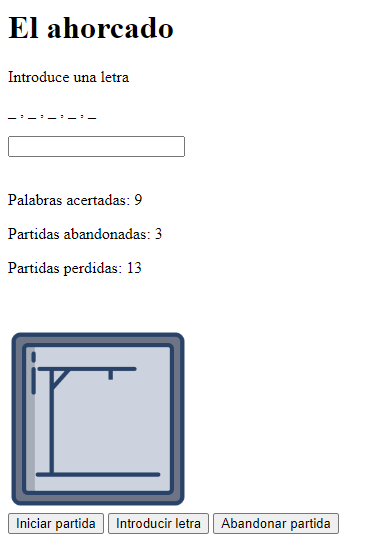 El ahorcado
Introduce una letra
_ , _ , _ , _ , _
Palabras acertadas: 9
Partidas abandonadas: 3
Partidas perdidas: 13
Iniciar partida Introducir letra Abandonar partida